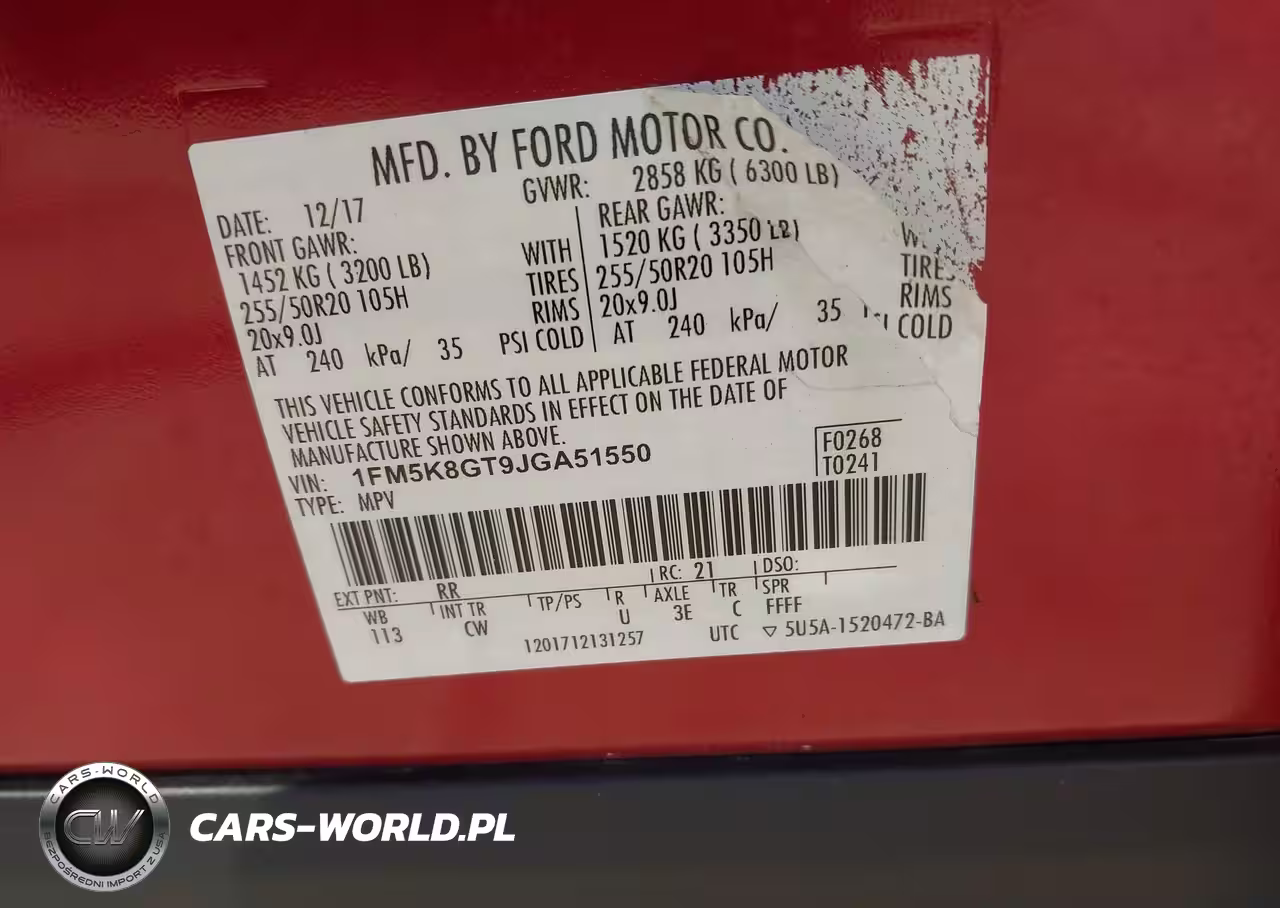 MFD. BY FORD MOTOR CO.
DATE: 12/17
GVWR: 2858 KG ( 6300 LB)
FRONT GAWR:
1452 KG ( 3200 LB)
255/50R20 105H
20x9.0J
AT 240 kPa/ 35 PSI COLD
WITH
TIRES
RIMS
REAR GAWR:
1520 KG ( 3350 LB)
255/50R20 105H
20x9.0J
AT 240 kPa/ 35 COLD
TIRES
RIMS
THIS VEHICLE CONFORMS TO ALL APPLICABLE FEDERAL MOTOR
VEHICLE SAFETY STANDARDS IN EFFECT ON THE DATE OF
MANUFACTURE SHOWN ABOVE.
VIN: 1FM5K8GT9JGA51550
TYPE: MPV
F0268
T0241
EXT PNT: RR RC: 21 DSO:
WB INT TR TP/PS R AXLE TR SPR
113 CW U 3E C FFFF
1201712131257 UTC ▽ 5U5A-1520472-BA
CARS-WORLD
CW
BEZPOŚREDNI IMPORT Z USA
CARS-WORLD.PL